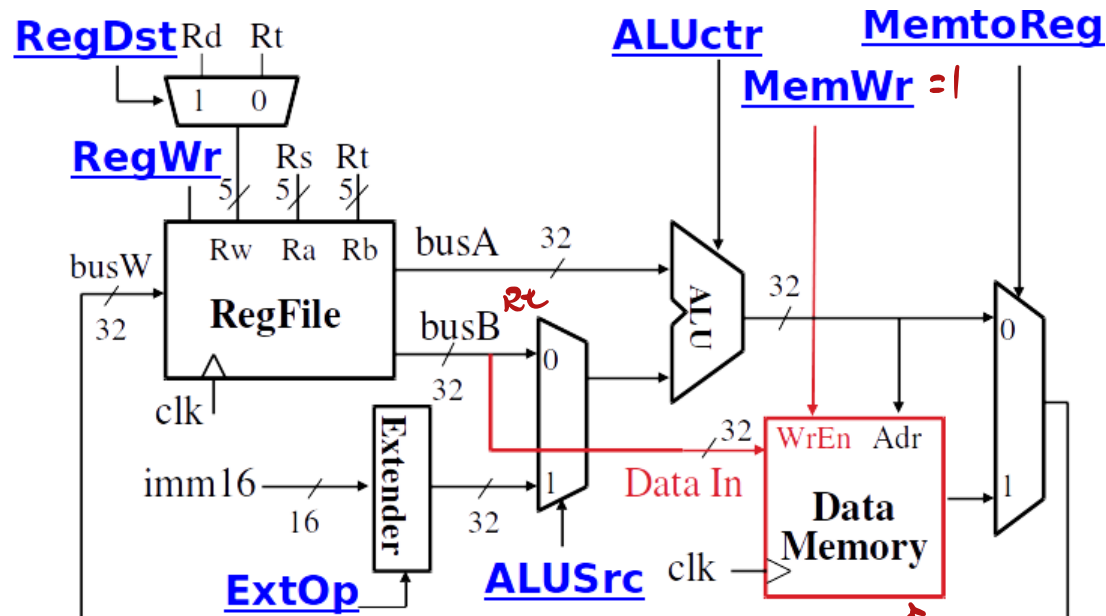 RegDst Rd Rt
ALUctr
MemtoReg
MemWr =1
1 0
RegWr
Rs Rt
5 5 5
Rw Ra Rb
busW
32
RegFile
clk
busA 32
busB Rt
32
ALU
32
0
1
imm16
16
Extender
32
ExtOp
ALUSrc
32
Data In
WrEn Adr
Data
Memory
clk
0
1